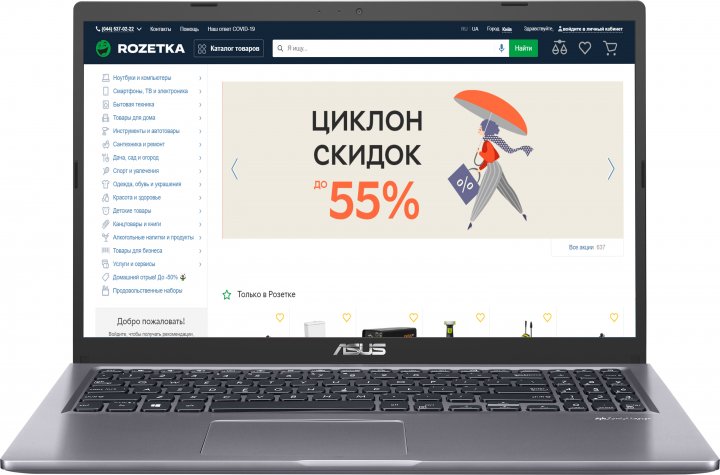 (044) 537-02-22
Контакты
Помощь
Наш ответ COVID-19
RU
UA
Город
Київ
Здравствуйте,
войдите в личный кабинет
ROZETKA
Каталог товаров
Я ищу...
Найти
Ноутбуки и компьютеры
Смартфоны, ТВ и электроника
Бытовая техника
Товары для дома
Инструменты и автотовары
Сантехника и ремонт
Дача, сад и огород
Спорт и увлечения
Одежда, обувь и украшения
Красота и здоровье
Детские товары
Канцтовары и книги
Алкогольные напитки и продукты
Товары для бизнеса
Услуги и сервисы
Домашний отрыв! До -50%
Продовольственные наборы
ЦИКЛОН
СКИДОК
ДО 55%
%
Все акции 637
Только в Розетке
Добро пожаловать!
Войдите, чтобы получать рекомендации,
ASUS